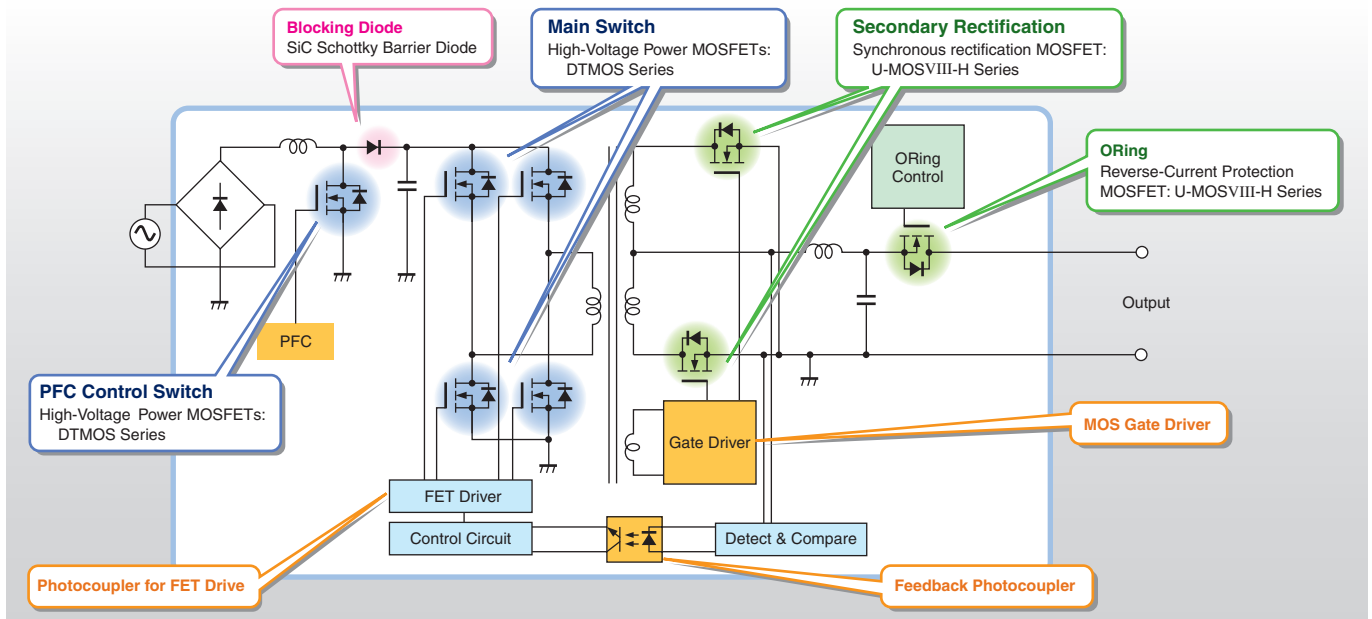 Blocking Diode
SiC Schottky Barrier Diode
Main Switch
High-Voltage Power MOSFETs:
DTMOS Series
Secondary Rectification
Synchronous rectification MOSFET:
U-MOSVIII-H Series
ORing
Control
ORing
Reverse-Current Protection
MOSFET: U-MOSVIII-H Series
Output
PFC
PFC Control Switch
High-Voltage Power MOSFETs:
DTMOS Series
Gate Driver
MOS Gate Driver
FET Driver
Control Circuit
Detect & Compare
Photocoupler for FET Drive
Feedback Photocoupler